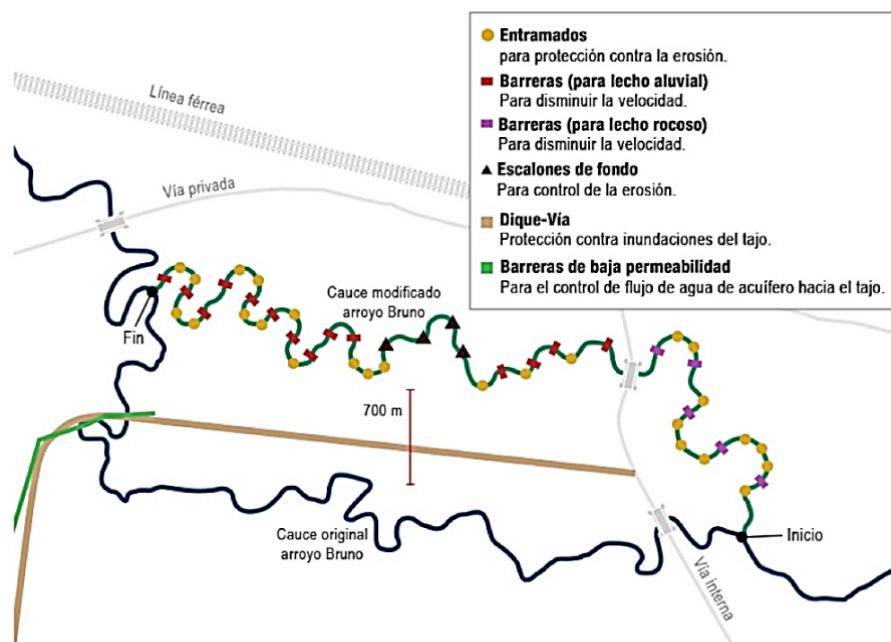 Entramados
para protección contra la erosión.
Barreras (para lecho aluvial)
Para disminuir la velocidad.
Barreras (para lecho rocoso)
Para disminuir la velocidad.
Escalones de fondo
Para control de la erosión.
Dique-Vía
Protección contra inundaciones del tajo.
Barreras de baja permeabilidad
Para el control de flujo de agua de acuífero hacia el tajo.
Línea férrea
Vía privada
Cauce modificado
arroyo Bruno
Fin
700 m
Cauce original
arroyo Bruno
Inicio
Vía interna